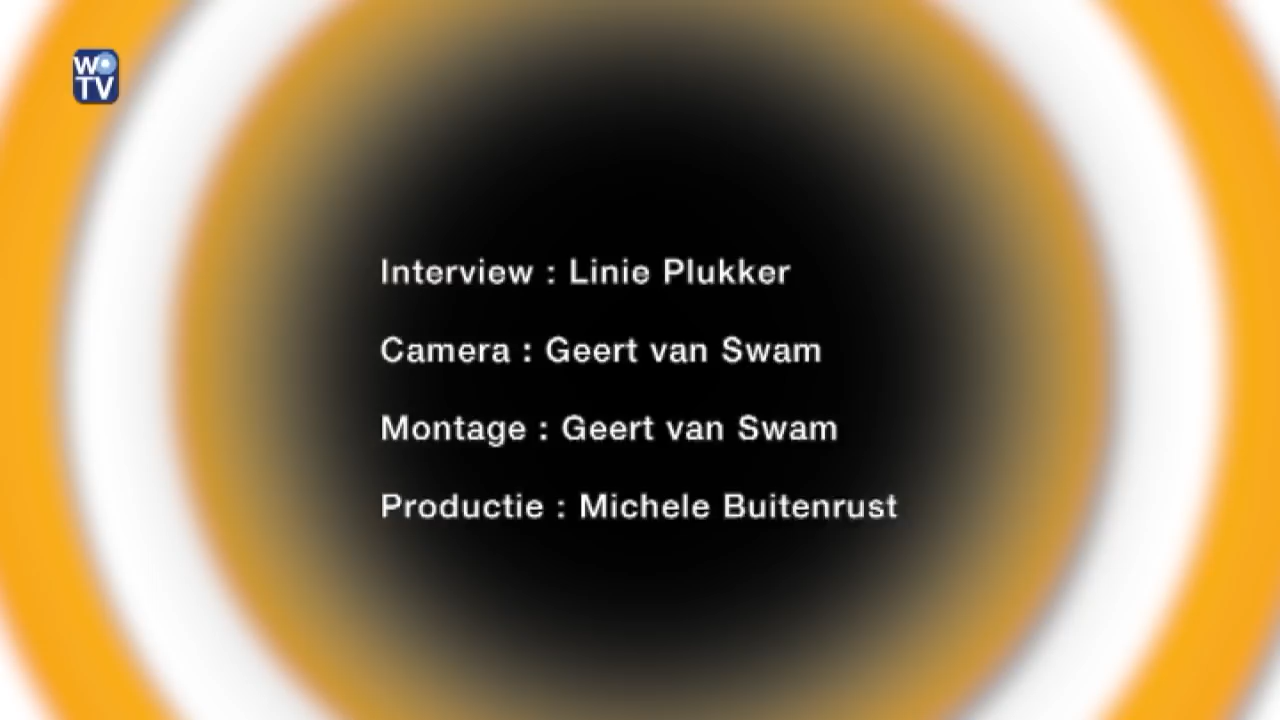 WO
TV
Interview : Linie Plukker
Camera : Geert van Swam
Montage : Geert van Swam
Productie : Michele Buitenrust